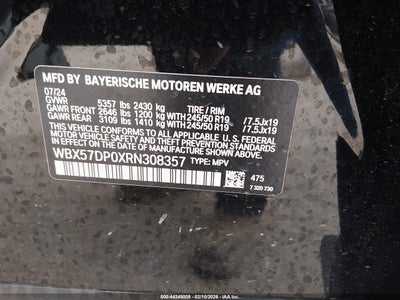 MFD BY BAYERISCHE MOTOREN WERKE AG
07/24 TIRE / RIM
GVWR 5357 lbs 2430 kg
GAWR FRONT 2646 lbs 1200 kg WITH 245/50 R19 /7.5Jx19
GAWR REAR 3109 lbs 1410 kg WITH 245/50 R19 /7.5Jx19
THIS VEHICLE CONFORMS TO ALL APPLICABLE U.S. FEDERAL
MOTOR VEHICLE SAFETY, BUMPER, AND THEFT PREVENTION
STANDARDS IN EFFECT ON THE DATE OF MANUFACTURE SHOWN ABOVE.
WBX57DP0XRN308357 TYPE: MPV
475
7 320 730
000-44349008 - 02/10/2026 - IAA Inc.